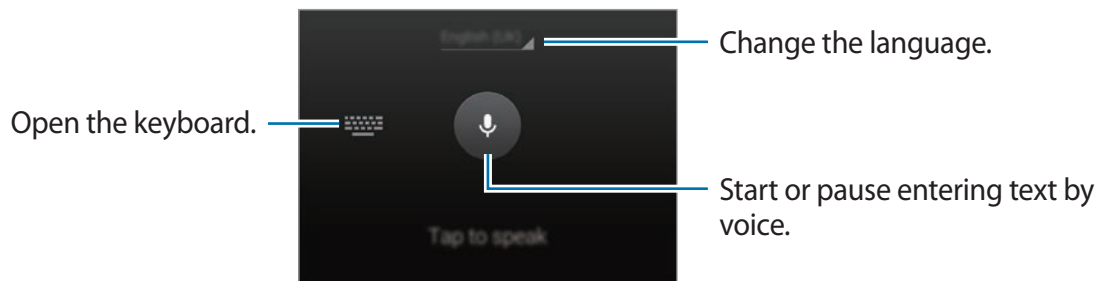 English (UK)
Change the language.
Open the keyboard.
Start or pause entering text by
voice.
Tap to speak